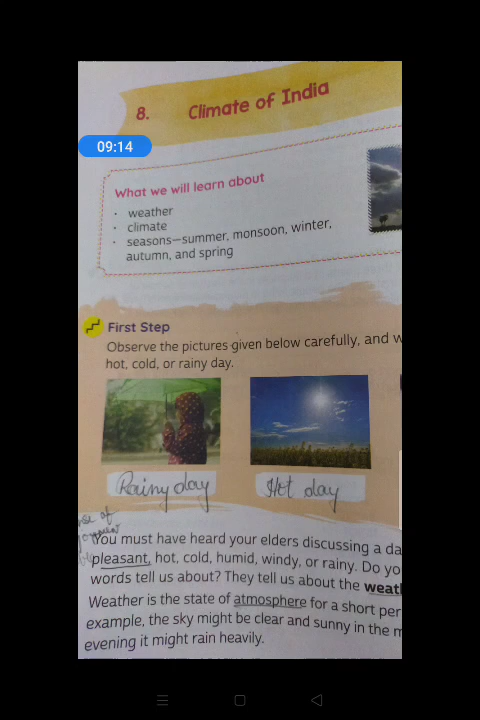 8. Climate of India
09:14
What we will learn about
• weather
• climate
• seasons—summer, monsoon, winter,
autumn, and spring
First Step
Observe the pictures given below carefully, and w
hot, cold, or rainy day.
Rainy day
Hot day
You must have heard your elders discussing a da
pleasant, hot, cold, humid, windy, or rainy. Do yo
words tell us about? They tell us about the weat
Weather is the state of atmosphere for a short per
example, the sky might be clear and sunny in the m
evening it might rain heavily.